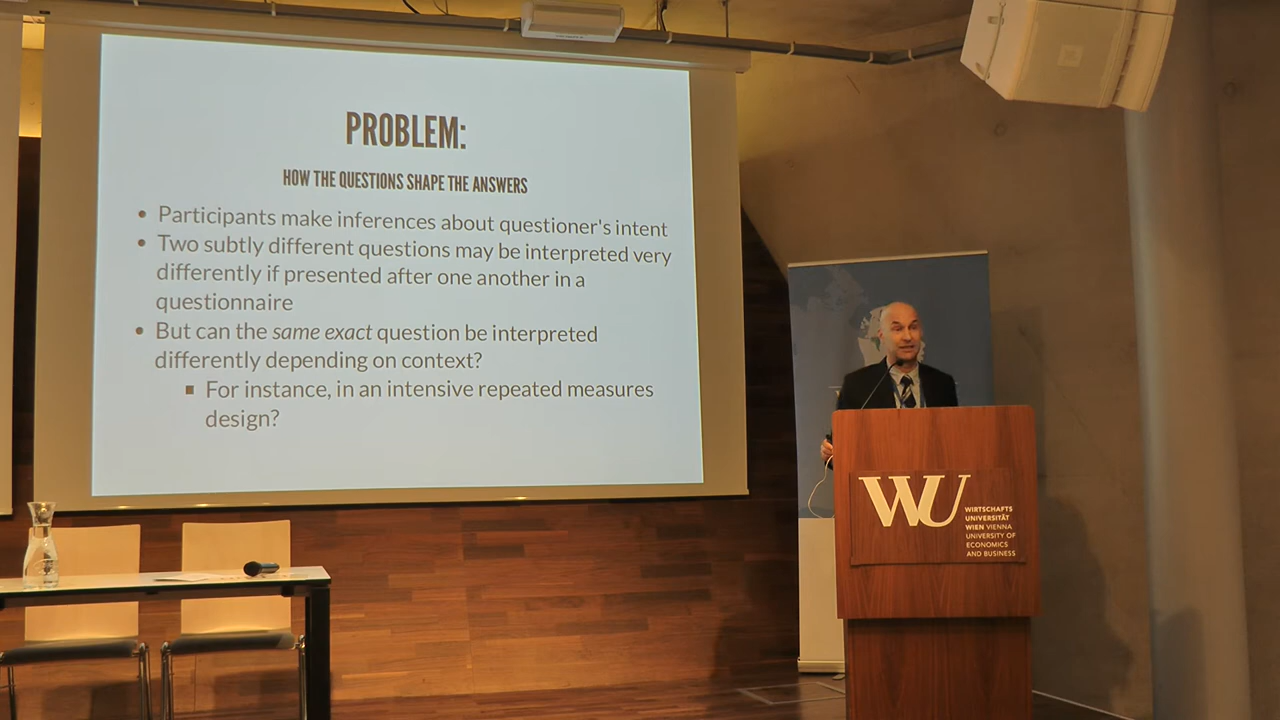 PROBLEM:
HOW THE QUESTIONS SHAPE THE ANSWERS
• Participants make inferences about questioner's intent
• Two subtly different questions may be interpreted very
differently if presented after one another in a
questionnaire
• But can the same exact question be interpreted
differently depending on context?
▪ For instance, in an intensive repeated measures
design?
WU
WIRTSCHAFTS
UNIVERSITÄT
WIEN VIENNA
UNIVERSITY OF
ECONOMICS
AND BUSINESS